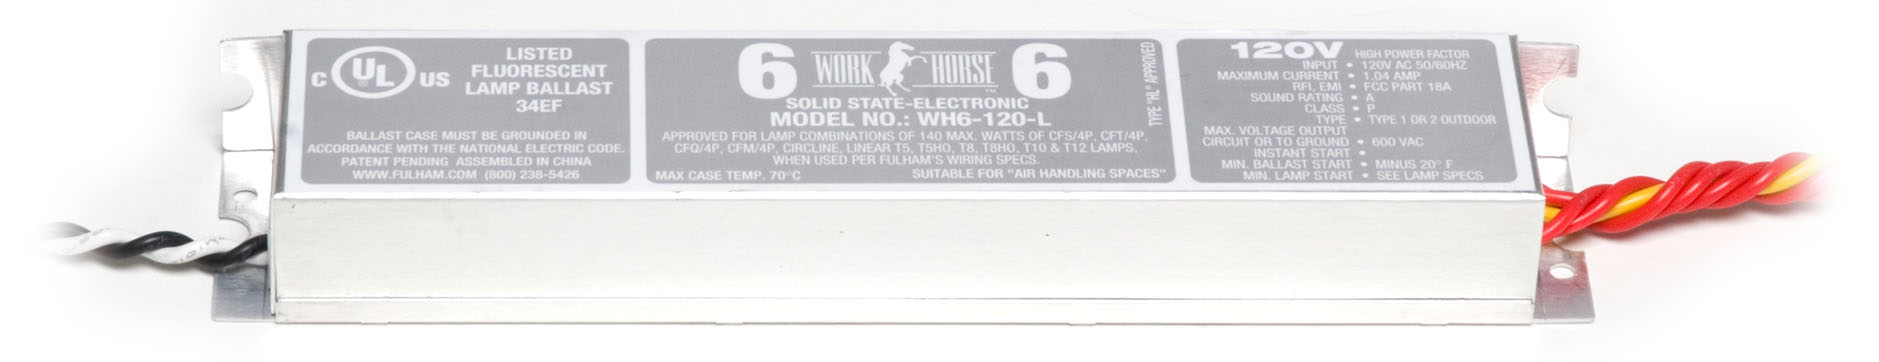 C UL US
LISTED
FLUORESCENT
LAMP BALLAST
34EF
BALLAST CASE MUST BE GROUNDED IN
ACCORDANCE WITH THE NATIONAL ELECTRIC CODE.
PATENT PENDING ASSEMBLED IN CHINA
WWW.FULHAM.COM (800) 238-5426
6 WORK HORSE 6
™
SOLID STATE-ELECTRONIC
MODEL NO.: WH6-120-L
APPROVED FOR LAMP COMBINATIONS OF 140 MAX. WATTS OF CFS/4P, CFT/4P,
CFQ/4P, CFM/4P, CIRCLINE, LINEAR T5, T5HO, T8, T8HO, T10 & T12 LAMPS,
WHEN USED PER FULHAM'S WIRING SPECS.
MAX CASE TEMP. 70°C SUITABLE FOR "AIR HANDLING SPACES"
TYPE "HL" APPROVED
120V HIGH POWER FACTOR
INPUT • 120V AC 50/60HZ
MAXIMUM CURRENT • 1.04 AMP
RFI, EMI • FCC PART 18A
SOUND RATING • A
CLASS • P
TYPE • TYPE 1 OR 2 OUTDOOR
MAX. VOLTAGE OUTPUT
CIRCUIT OR TO GROUND • 600 VAC
INSTANT START •
MIN. BALLAST START • MINUS 20° F
MIN. LAMP START • SEE LAMP SPECS